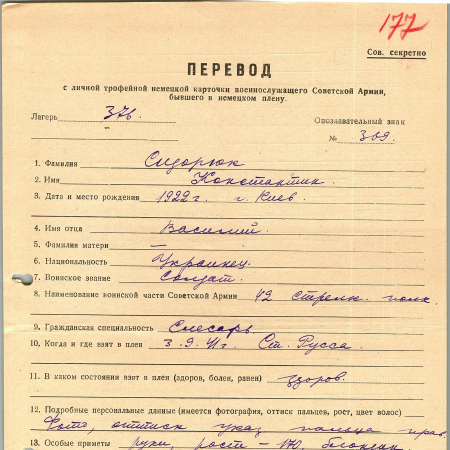 177
Сов. секретно
ПЕРЕВОД
с личной трофейной немецкой карточки военнослужащего Советской Армии,
бывшего в немецком плену.
Лагерь 376.
Опознавательный знак
№ 369.
1. Фамилия Сидорюк
2. Имя Константин.
3. Дата и место рождения 1922 г. г. Киев.
4. Имя отца Василий.
5. Фамилия матери —
6. Национальность Украинец.
7. Воинское звание Солдат.
8. Наименование воинской части Советской Армии 42 стрелк. полк.
9. Гражданская специальность Слесарь
10. Когда и где взят в плен 3.9.41 г. Ст. Русса.
11. В каком состоянии взят в плен (здоров, болен, ранен) здоров.
12. Подробные персональные данные (имеется фотография, оттиск пальцев, рост, цвет волос)
Фото, оттиск указ. пальца прав.
13. Особые приметы руки, рост – 170, блондин